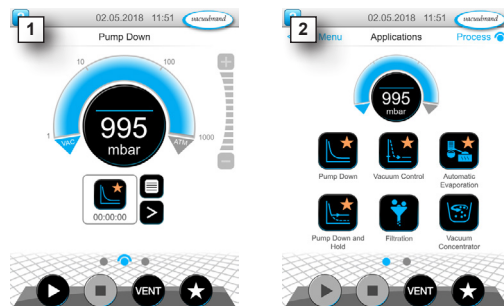 1
02.05.2018 11:51
vacuubrand
Pump Down
10
100
1
1000
VAC
ATM
995
mbar
00:00:00
VENT
2
02.05.2018 11:51
vacuubrand
Menu
Applications
Process
995
mbar
Pump Down
Vacuum Control
Automatic
Evaporation
Pump Down and
Hold
Filtration
Vacuum
Concentrator
VENT